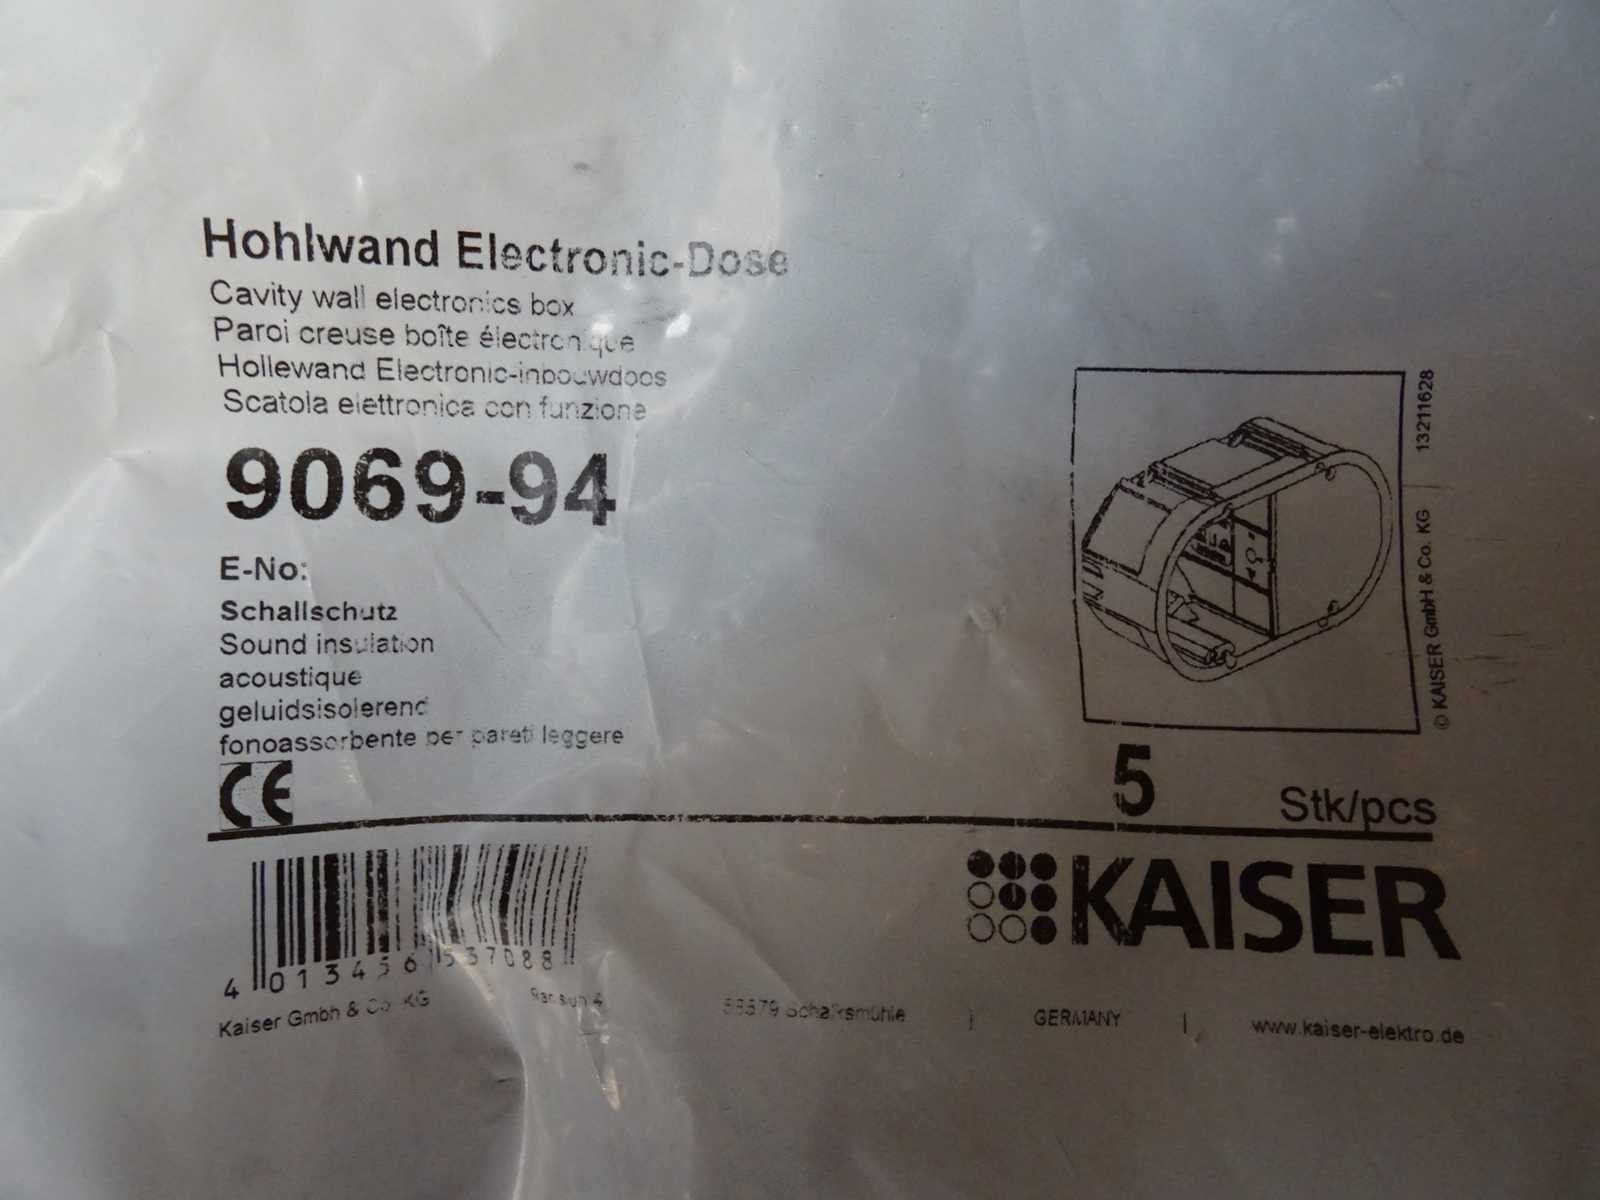 Hohlwand Electronic-Dose
Cavity wall electronics box
Paroi creuse boîte électronique
Hollewand Electronic-inbouwdoos
Scatola elettronica con funzione
9069-94
E-No:
Schallschutz
Sound insulation
acoustique
geluidsisolerend
fonoassorbente per pareti leggere
CE
13211628
© KAISER GmbH & Co. KG
5 Stk/pcs
KAISER
4 013456 537088
Kaiser Gmbh & Co. KG
58579 Schalksmühle | GERMANY | www.kaiser-elektro.de